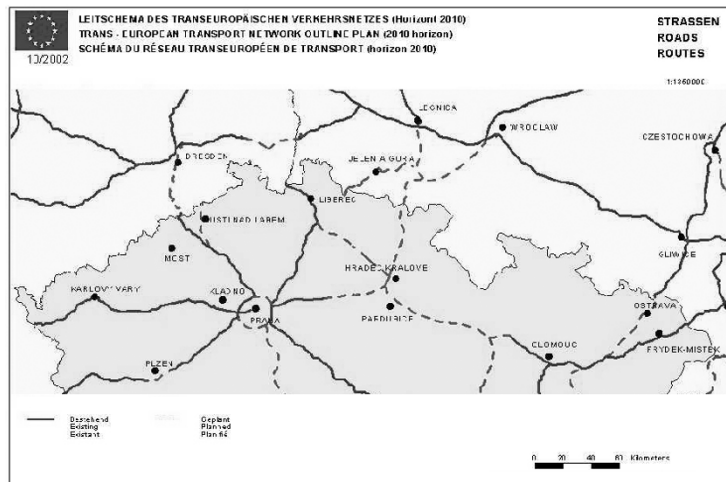 LEITSCHEMA DES TRANSEUROPÄISCHEN VERKEHRSNETZES (Horizont 2010)
TRANS - EUROPEAN TRANSPORT NETWORK OUTLINE PLAN (2010 horizon)
SCHÉMA DU RÉSEAU TRANSEUROPÉEN DE TRANSPORT (horizon 2010)
10/2002
STRASSEN
ROADS
ROUTES
LEGNICA
WROCLAW
CZESTOCHOWA
DRESDEN
JELENIA GORA
LIBEREC
USTI NAD LABEM
MOST
GLIWICE
HRADEC KRALOVE
KARLOVY VARY
KLADNO
PRAHA
PARDUBICE
OSTRAVA
FRYDEK-MISTEK
OLOMOUC
PLZEN
Bestehend
Existing
Existant
Geplant
Planned
Planifié
0 20 40 60 Kilometers